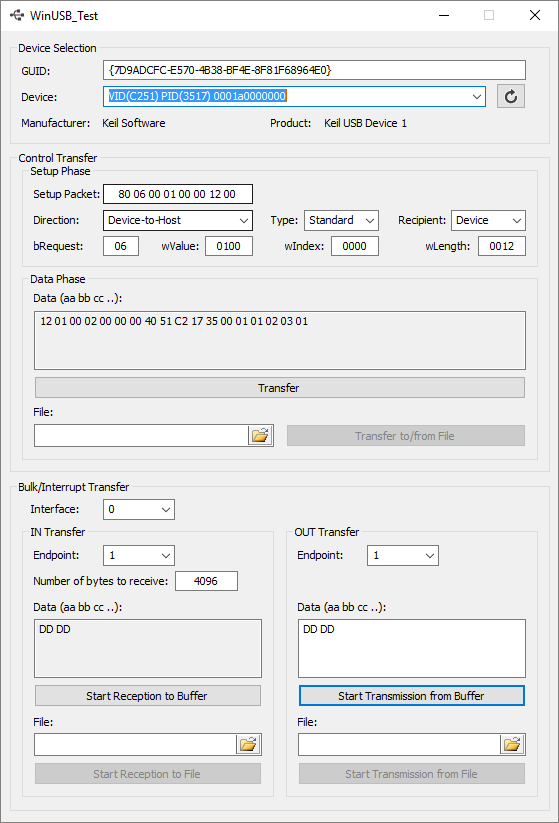 WinUSB_Test
Device Selection
GUID: {7D9ADCFC-E570-4B38-BF4E-8F81F68964E0}
Device: VID(C251) PID(3517) 0001a0000000
Manufacturer: Keil Software Product: Keil USB Device 1
Control Transfer
Setup Phase
Setup Packet: 80 06 00 01 00 00 12 00
Direction: Device-to-Host Type: Standard Recipient: Device
bRequest: 06 wValue: 0100 wIndex: 0000 wLength: 0012
Data Phase
Data (aa bb cc ..):
12 01 00 02 00 00 00 40 51 C2 17 35 00 01 01 02 03 01
Transfer
File:
Transfer to/from File
Bulk/Interrupt Transfer
Interface: 0
IN Transfer
Endpoint: 1
Number of bytes to receive: 4096
Data (aa bb cc ..):
DD DD
Start Reception to Buffer
File:
Start Reception to File
OUT Transfer
Endpoint: 1
Data (aa bb cc ..):
DD DD
Start Transmission from Buffer
File:
Start Transmission from File